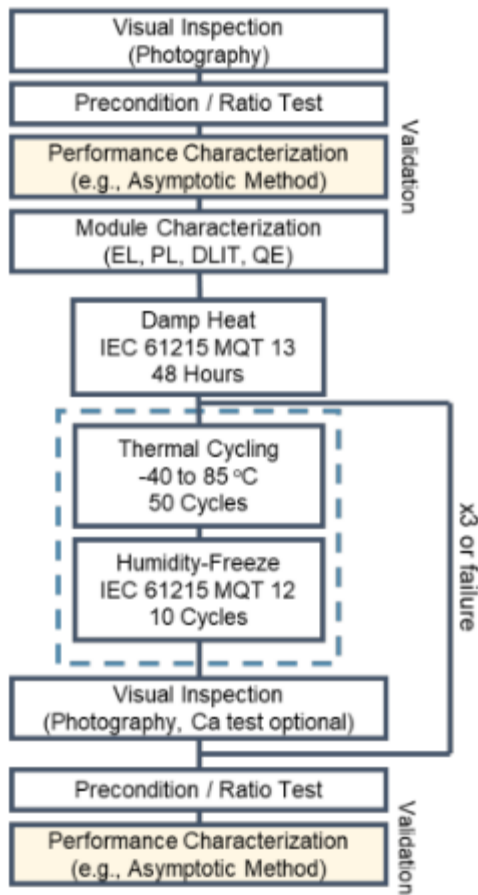 Visual Inspection
(Photography)
Precondition / Ratio Test
Performance Characterization
(e.g., Asymptotic Method)
Validation
Module Characterization
(EL, PL, DLIT, QE)
Damp Heat
IEC 61215 MQT 13
48 Hours
Thermal Cycling
-40 to 85 °C
50 Cycles
x3 or failure
Humidity-Freeze
IEC 61215 MQT 12
10 Cycles
Visual Inspection
(Photography, Ca test optional)
Precondition / Ratio Test
Performance Characterization
(e.g., Asymptotic Method)
Validation